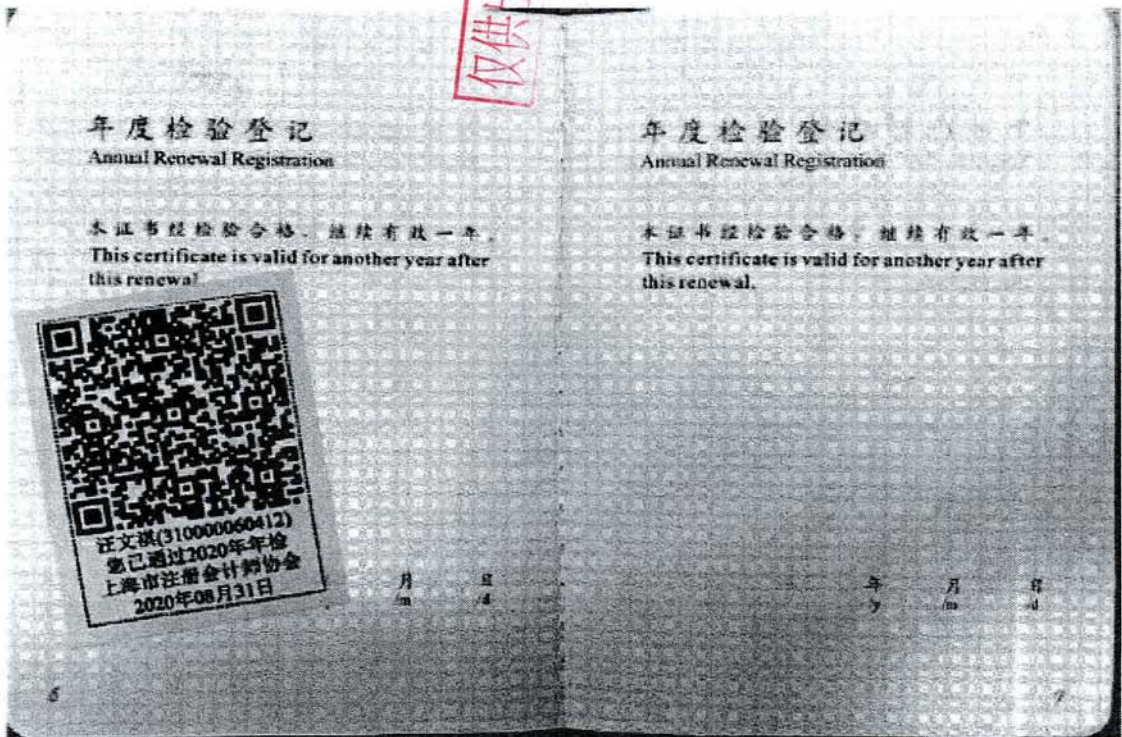 仅供
年度检验登记
Annual Renewal Registration
本证书经检验合格，继续有效一年。
This certificate is valid for another year after
this renewal
汪文祺(310000060412)
您已通过2020年年检
上海市注册会计师协会
2020年08月31日
月 日
/m /d
6
年度检验登记
Annual Renewal Registration
本证书经检验合格，继续有效一年。
This certificate is valid for another year after
this renewal.
年 月 日
/y /m /d
7